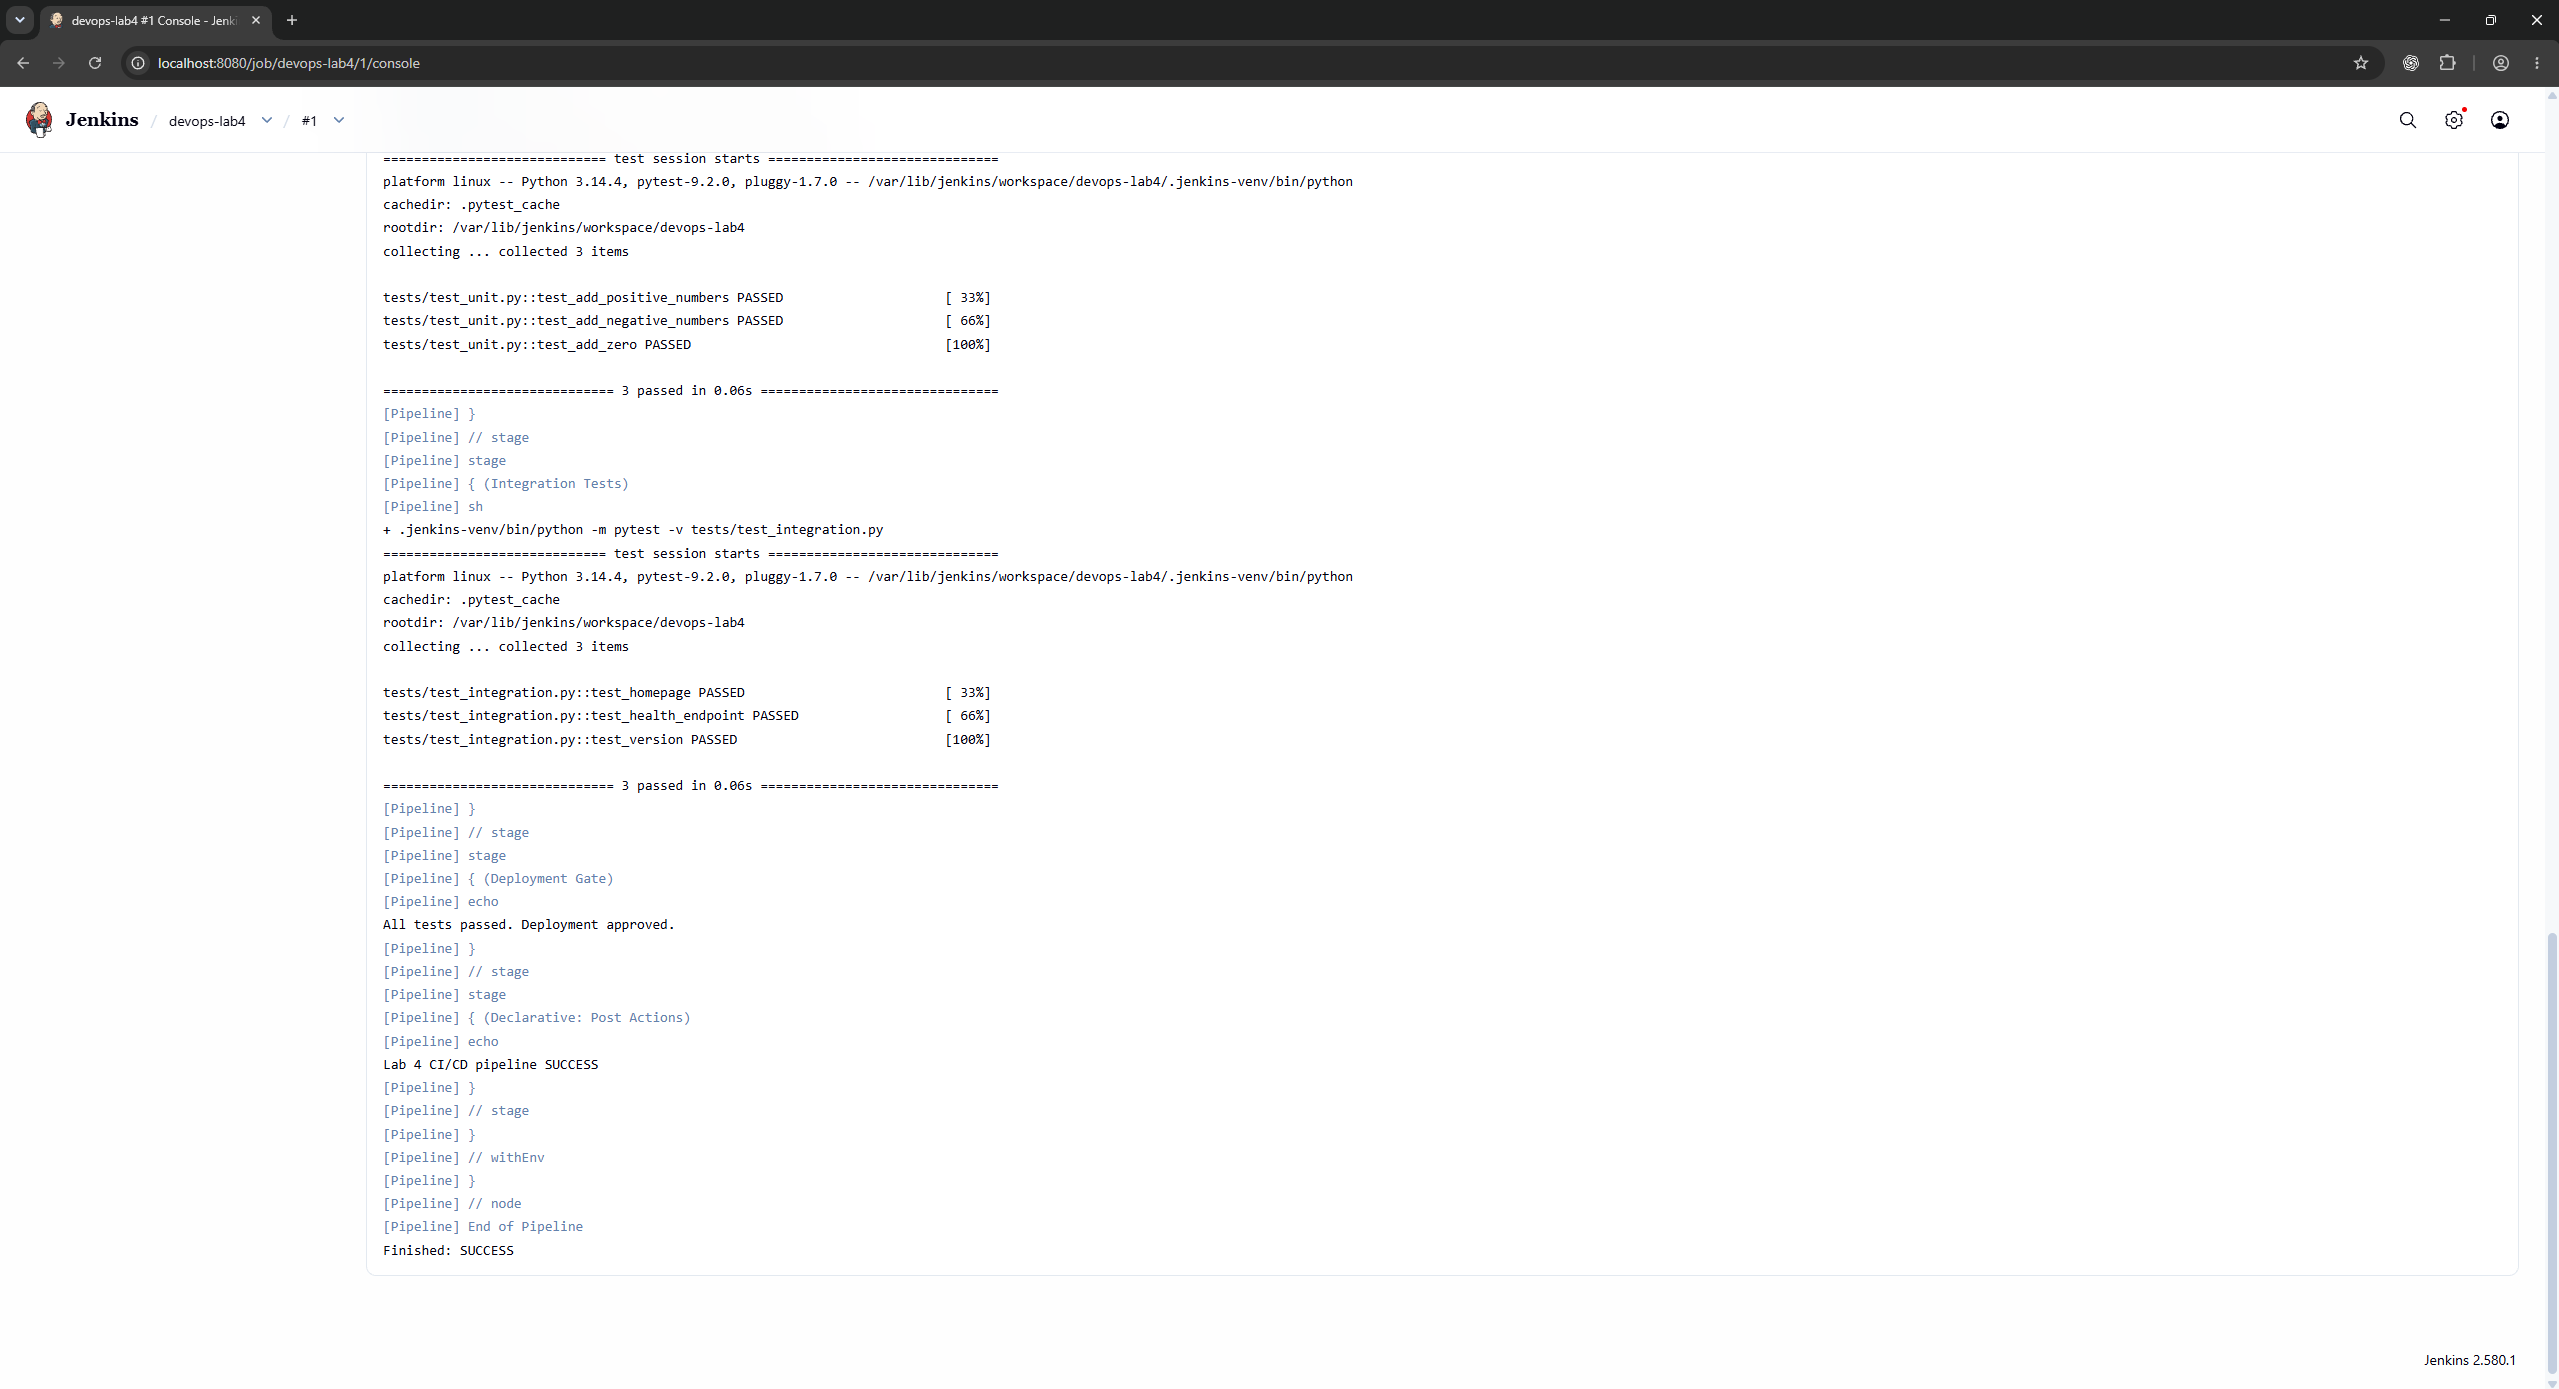 devops-lab4 #1 Console - Jenki
localhost:8080/job/devops-lab4/1/console
Jenkins / devops-lab4 / #1
============================= test session starts ==============================
platform linux -- Python 3.14.4, pytest-9.2.0, pluggy-1.7.0 -- /var/lib/jenkins/workspace/devops-lab4/.jenkins-venv/bin/python
cachedir: .pytest_cache
rootdir: /var/lib/jenkins/workspace/devops-lab4
collecting ... collected 3 items
tests/test_unit.py::test_add_positive_numbers PASSED                     [ 33%]
tests/test_unit.py::test_add_negative_numbers PASSED                     [ 66%]
tests/test_unit.py::test_add_zero PASSED                                 [100%]
============================== 3 passed in 0.06s ===============================
[Pipeline] }
[Pipeline] // stage
[Pipeline] stage
[Pipeline] { (Integration Tests)
[Pipeline] sh
+ .jenkins-venv/bin/python -m pytest -v tests/test_integration.py
============================= test session starts ==============================
platform linux -- Python 3.14.4, pytest-9.2.0, pluggy-1.7.0 -- /var/lib/jenkins/workspace/devops-lab4/.jenkins-venv/bin/python
cachedir: .pytest_cache
rootdir: /var/lib/jenkins/workspace/devops-lab4
collecting ... collected 3 items
tests/test_integration.py::test_homepage PASSED                          [ 33%]
tests/test_integration.py::test_health_endpoint PASSED                   [ 66%]
tests/test_integration.py::test_version PASSED                           [100%]
============================== 3 passed in 0.06s ===============================
[Pipeline] }
[Pipeline] // stage
[Pipeline] stage
[Pipeline] { (Deployment Gate)
[Pipeline] echo
All tests passed. Deployment approved.
[Pipeline] }
[Pipeline] // stage
[Pipeline] stage
[Pipeline] { (Declarative: Post Actions)
[Pipeline] echo
Lab 4 CI/CD pipeline SUCCESS
[Pipeline] }
[Pipeline] // stage
[Pipeline] }
[Pipeline] // withEnv
[Pipeline] }
[Pipeline] // node
[Pipeline] End of Pipeline
Finished: SUCCESS
Jenkins 2.580.1